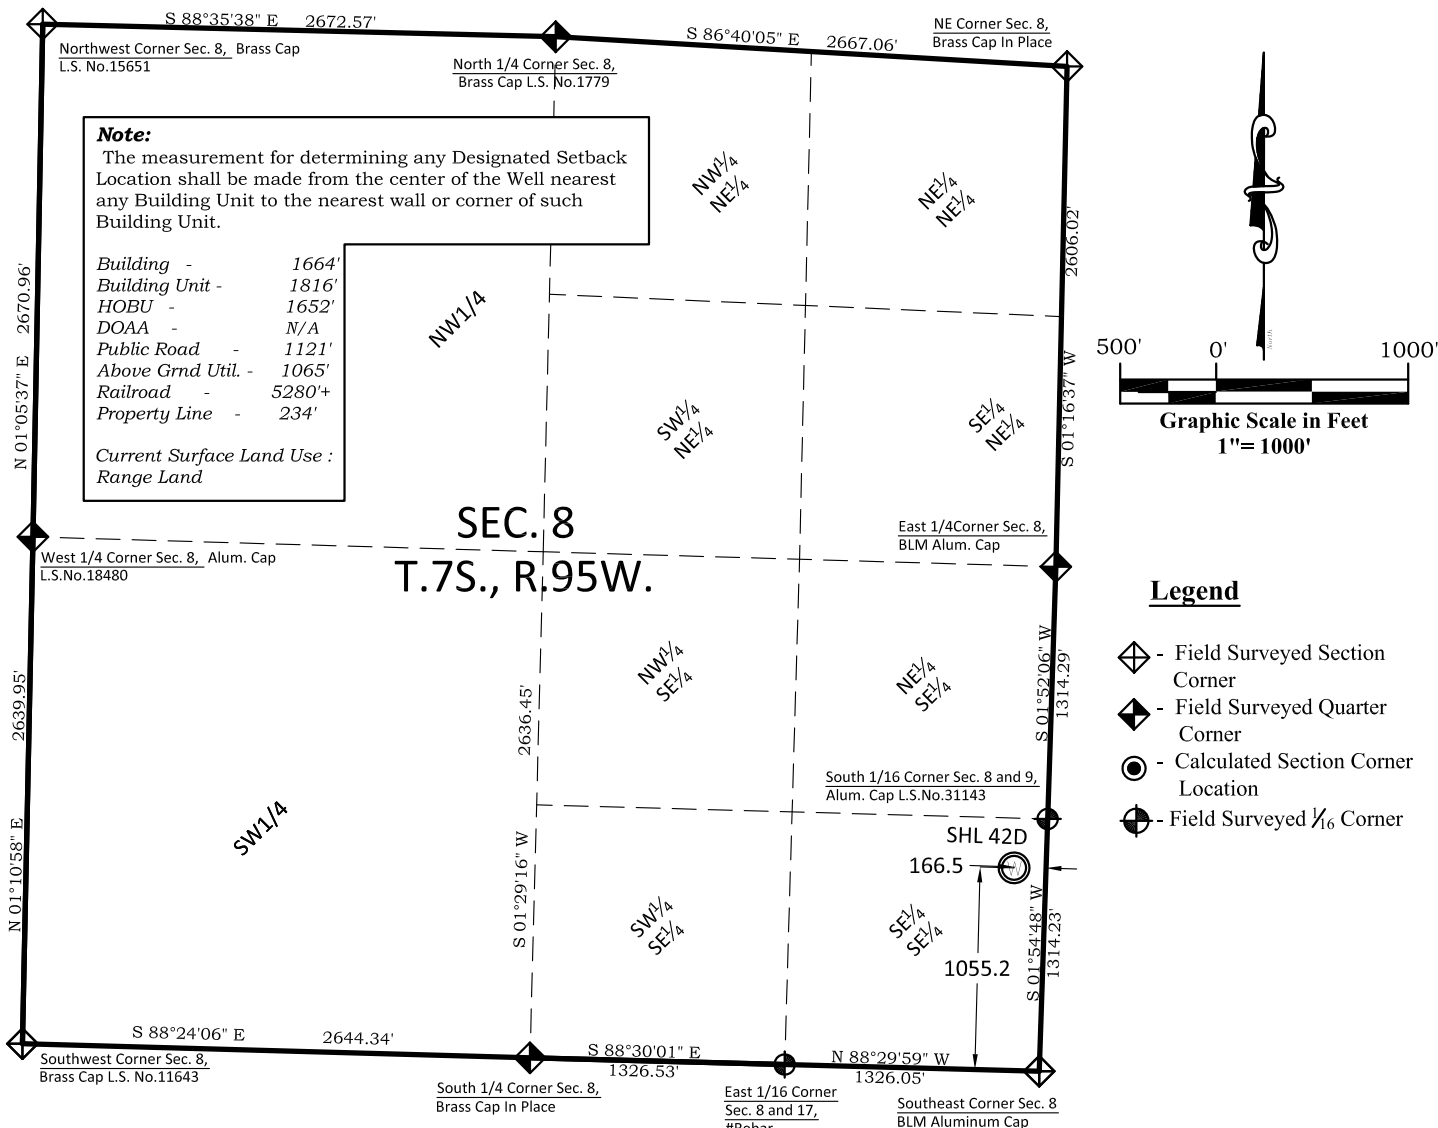 S 88°35'38" E 2672.57'
S 86°40'05" E 2667.06'
NE Corner Sec. 8,
Brass Cap In Place
Northwest Corner Sec. 8, Brass Cap
L.S. No.15651
North 1/4 Corner Sec. 8,
Brass Cap L.S. No.1779
Note:
The measurement for determining any Designated Setback
Location shall be made from the center of the Well nearest
any Building Unit to the nearest wall or corner of such
Building Unit.
Building - 1664'
Building Unit - 1816'
HOBU - 1652'
DOAA - N/A
Public Road - 1121'
Above Grnd Util. - 1065'
Railroad - 5280'+
Property Line - 234'
Current Surface Land Use :
Range Land
NW1/4
NE1/4
NE1/4
NE1/4
NW1/4
SW1/4
NE1/4
SE1/4
NE1/4
N 01°05'37" E 2670.96'
2606.02'
S 01°16'37" W
North
500' 0' 1000'
Graphic Scale in Feet
1"= 1000'
SEC. 8
T.7S., R.95W.
East 1/4Corner Sec. 8,
BLM Alum. Cap
West 1/4 Corner Sec. 8, Alum. Cap
L.S.No.18480
Legend
- Field Surveyed Section
Corner
- Field Surveyed Quarter
Corner
- Calculated Section Corner
Location
- Field Surveyed 1/16 Corner
NW1/4
SE1/4
NE1/4
SE1/4
S 01°52'06" W
1314.29'
2639.95'
N 01°10'58" E
2636.45'
S 01°29'16" W
South 1/16 Corner Sec. 8 and 9,
Alum. Cap L.S.No.31143
SW1/4
SHL 42D
166.5
SW1/4
SE1/4
SE1/4
SE1/4
1055.2
S 01°54'48" W
1314.23'
S 88°24'06" E 2644.34'
S 88°30'01" E
1326.53'
N 88°29'59" W
1326.05'
Southwest Corner Sec. 8,
Brass Cap L.S. No.11643
South 1/4 Corner Sec. 8,
Brass Cap In Place
East 1/16 Corner
Sec. 8 and 17,
#Rebar
Southeast Corner Sec. 8
BLM Aluminum Cap